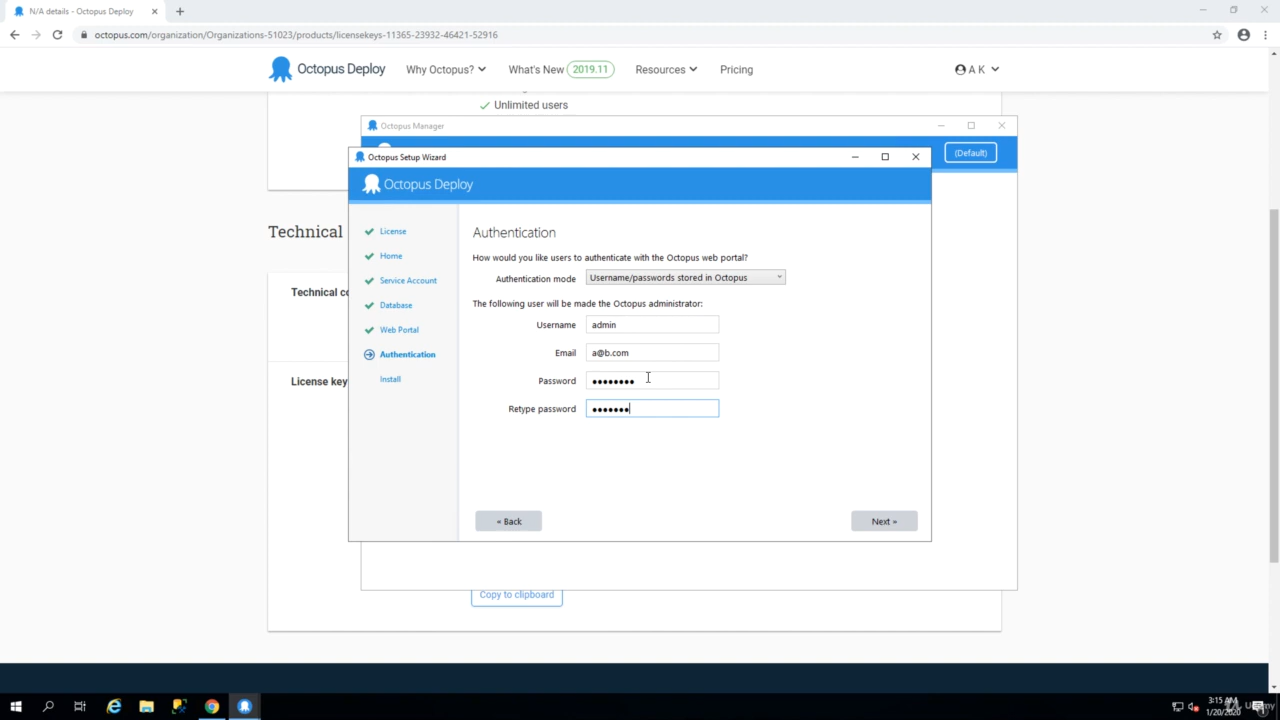 N/A details - Octopus Deploy
octopus.com/organization/Organizations-51023/products/licensekeys-11365-23932-46421-52916
Octopus Deploy
Why Octopus?
What's New 2019.11
Resources
Pricing
A K
Unlimited users
Octopus Manager
(Default)
Octopus Setup Wizard
Octopus Deploy
Technical
Technical co
License key
License
Home
Service Account
Database
Web Portal
Authentication
Install
Authentication
How would you like users to authenticate with the Octopus web portal?
Authentication mode Username/passwords stored in Octopus
The following user will be made the Octopus administrator:
Username admin
Email a@b.com
Password ●●●●●●●●
Retype password ●●●●●●●
« Back
Next »
Copy to clipboard
3:15 AM
1/20/2020